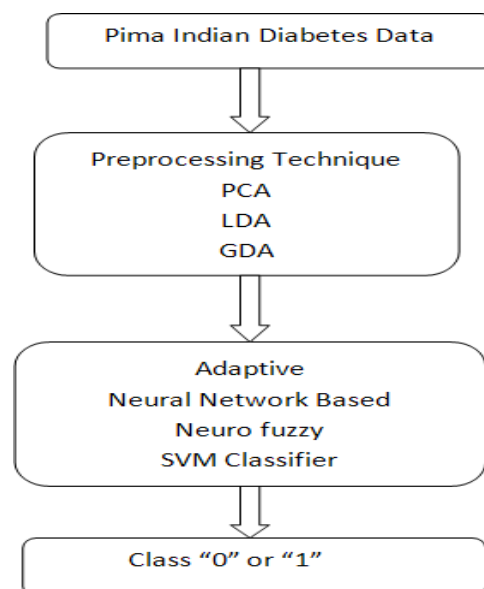 Pima Indian Diabetes Data
Preprocessing Technique
PCA
LDA
GDA
Adaptive
Neural Network Based
Neuro fuzzy
SVM Classifier
Class “0” or “1”